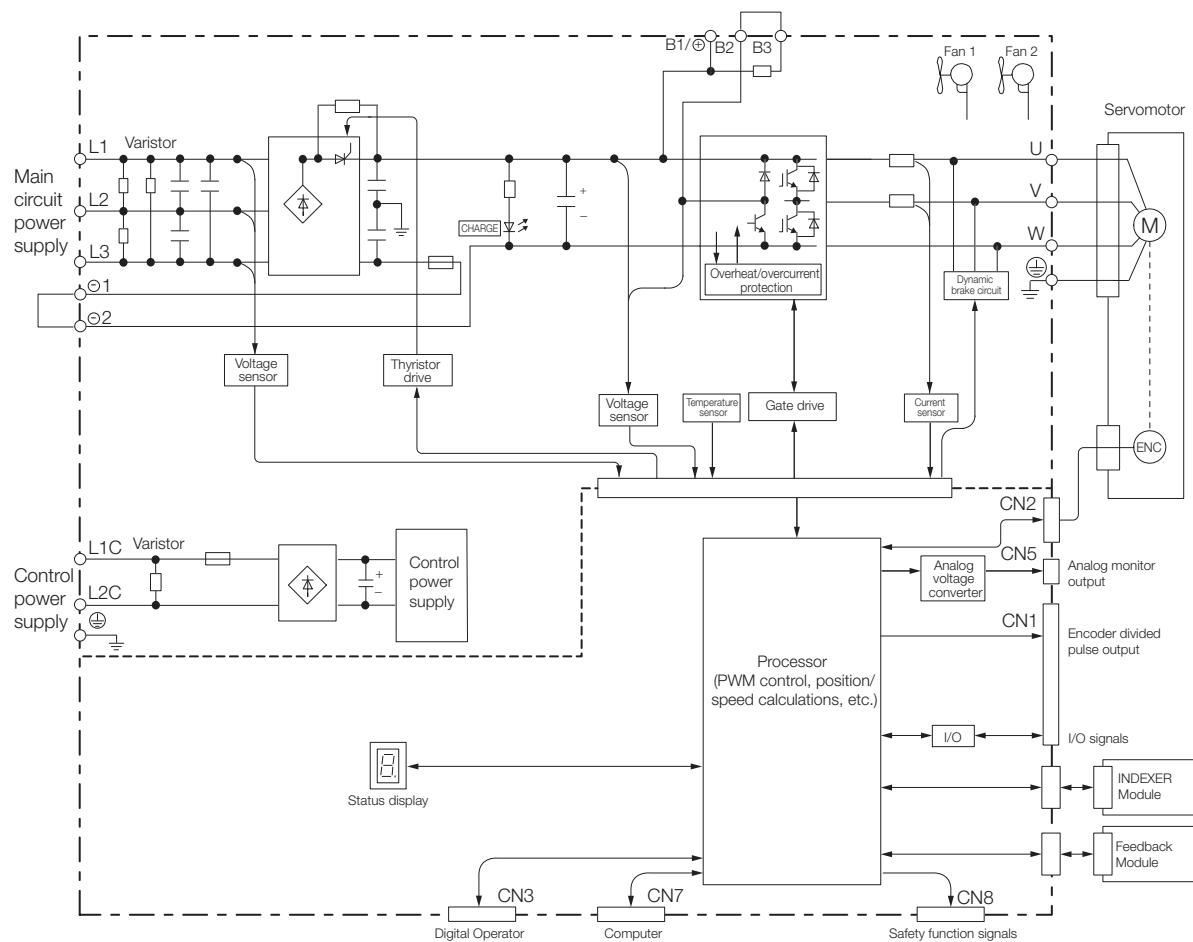 B1/⊕ B2 B3
Fan 1 Fan 2
Servomotor
Main
circuit
power
supply
L1 Varistor
L2
L3
⊖1
⊖2
+
–
CHARGE
Overheat/overcurrent
protection
U
V
W
M
Dynamic
brake circuit
Voltage
sensor
Thyristor
drive
Voltage
sensor
Temperature
sensor
Gate drive
Current
sensor
ENC
Control
power
supply
L1C Varistor
L2C
+
–
Control
power
supply
CN2
CN5
Analog
voltage
converter
Analog monitor
output
CN1
Encoder divided
pulse output
Processor
(PWM control, position/
speed calculations, etc.)
I/O
I/O signals
8.
Status display
INDEXER
Module
Feedback
Module
CN3 CN7 CN8
Digital Operator Computer Safety function signals